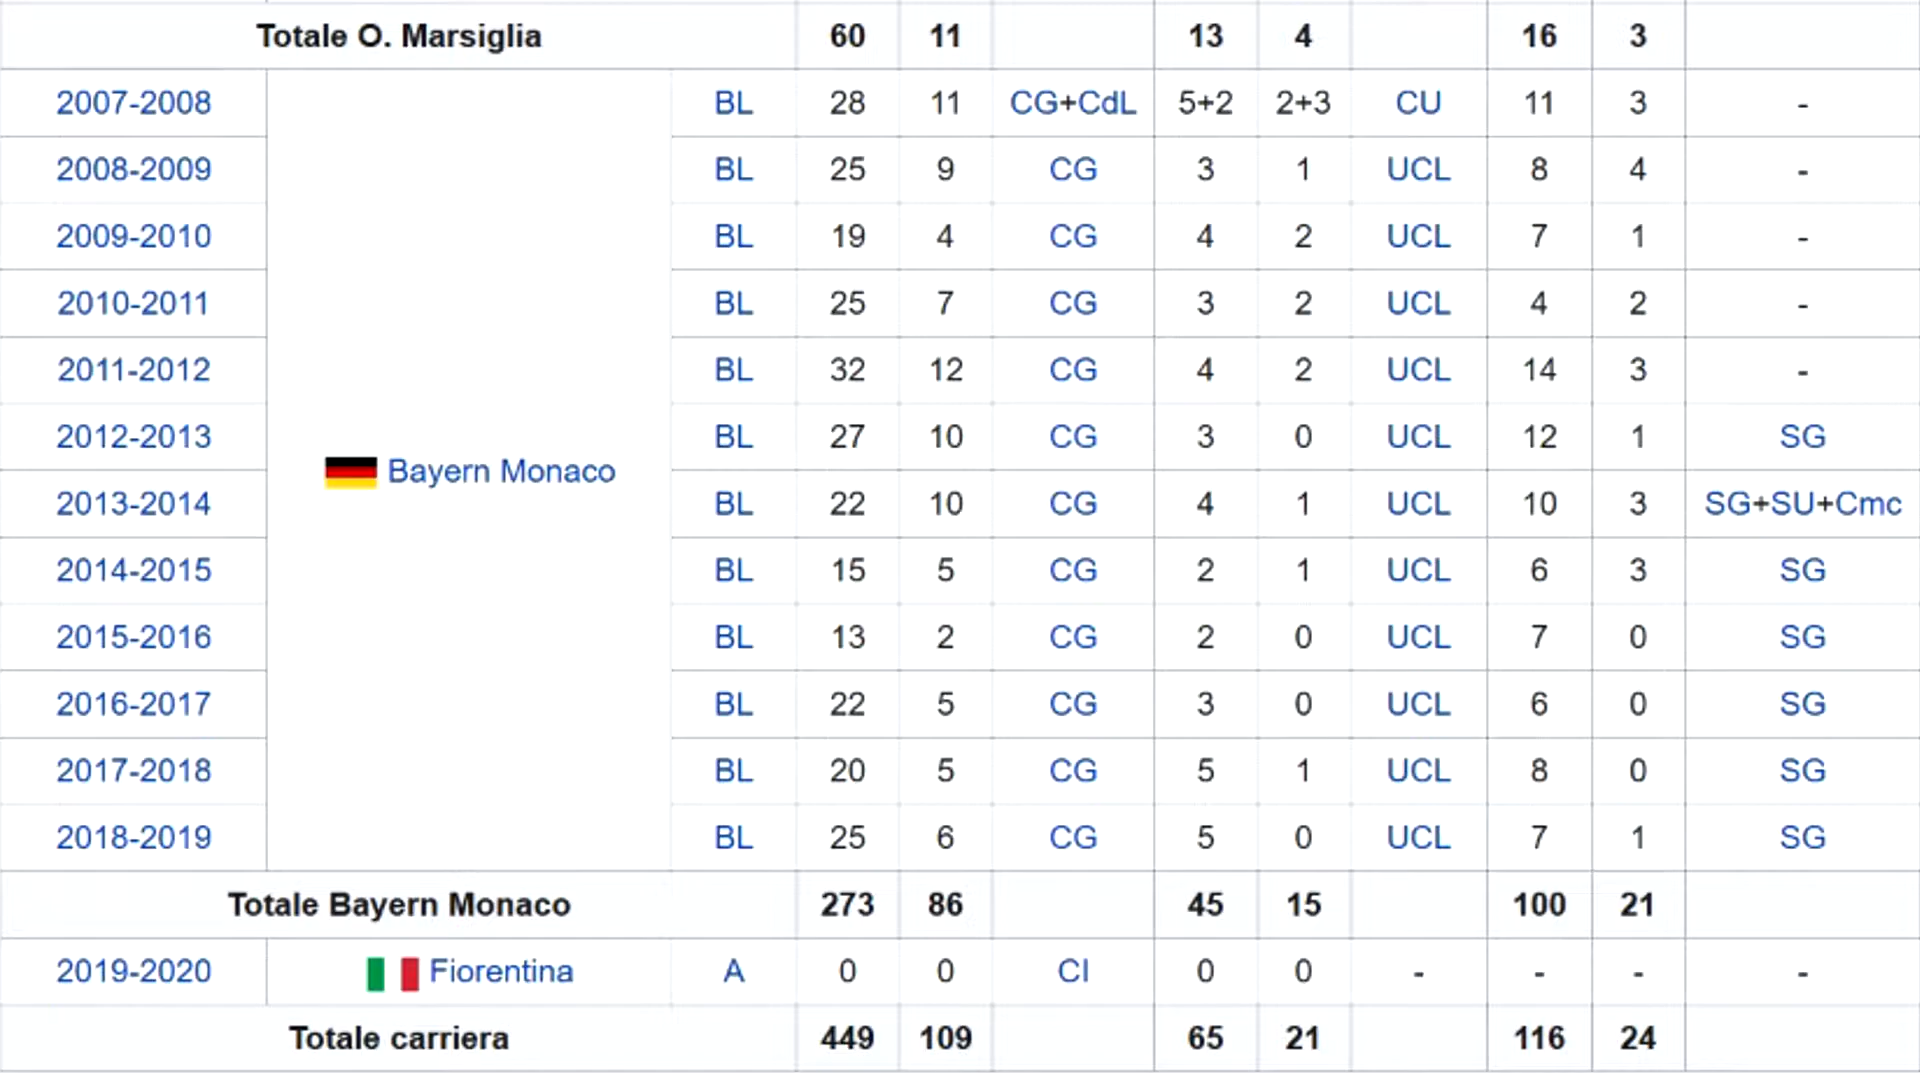 Totale O. Marsiglia 60 11 13 4 16 3
2007-2008 BL 28 11 CG+CdL 5+2 2+3 CU 11 3 -
2008-2009 BL 25 9 CG 3 1 UCL 8 4 -
2009-2010 BL 19 4 CG 4 2 UCL 7 1 -
2010-2011 BL 25 7 CG 3 2 UCL 4 2 -
2011-2012 BL 32 12 CG 4 2 UCL 14 3 -
2012-2013 BL 27 10 CG 3 0 UCL 12 1 SG
Bayern Monaco
2013-2014 BL 22 10 CG 4 1 UCL 10 3 SG+SU+Cmc
2014-2015 BL 15 5 CG 2 1 UCL 6 3 SG
2015-2016 BL 13 2 CG 2 0 UCL 7 0 SG
2016-2017 BL 22 5 CG 3 0 UCL 6 0 SG
2017-2018 BL 20 5 CG 5 1 UCL 8 0 SG
2018-2019 BL 25 6 CG 5 0 UCL 7 1 SG
Totale Bayern Monaco 273 86 45 15 100 21
2019-2020 Fiorentina A 0 0 CI 0 0 - - - -
Totale carriera 449 109 65 21 116 24